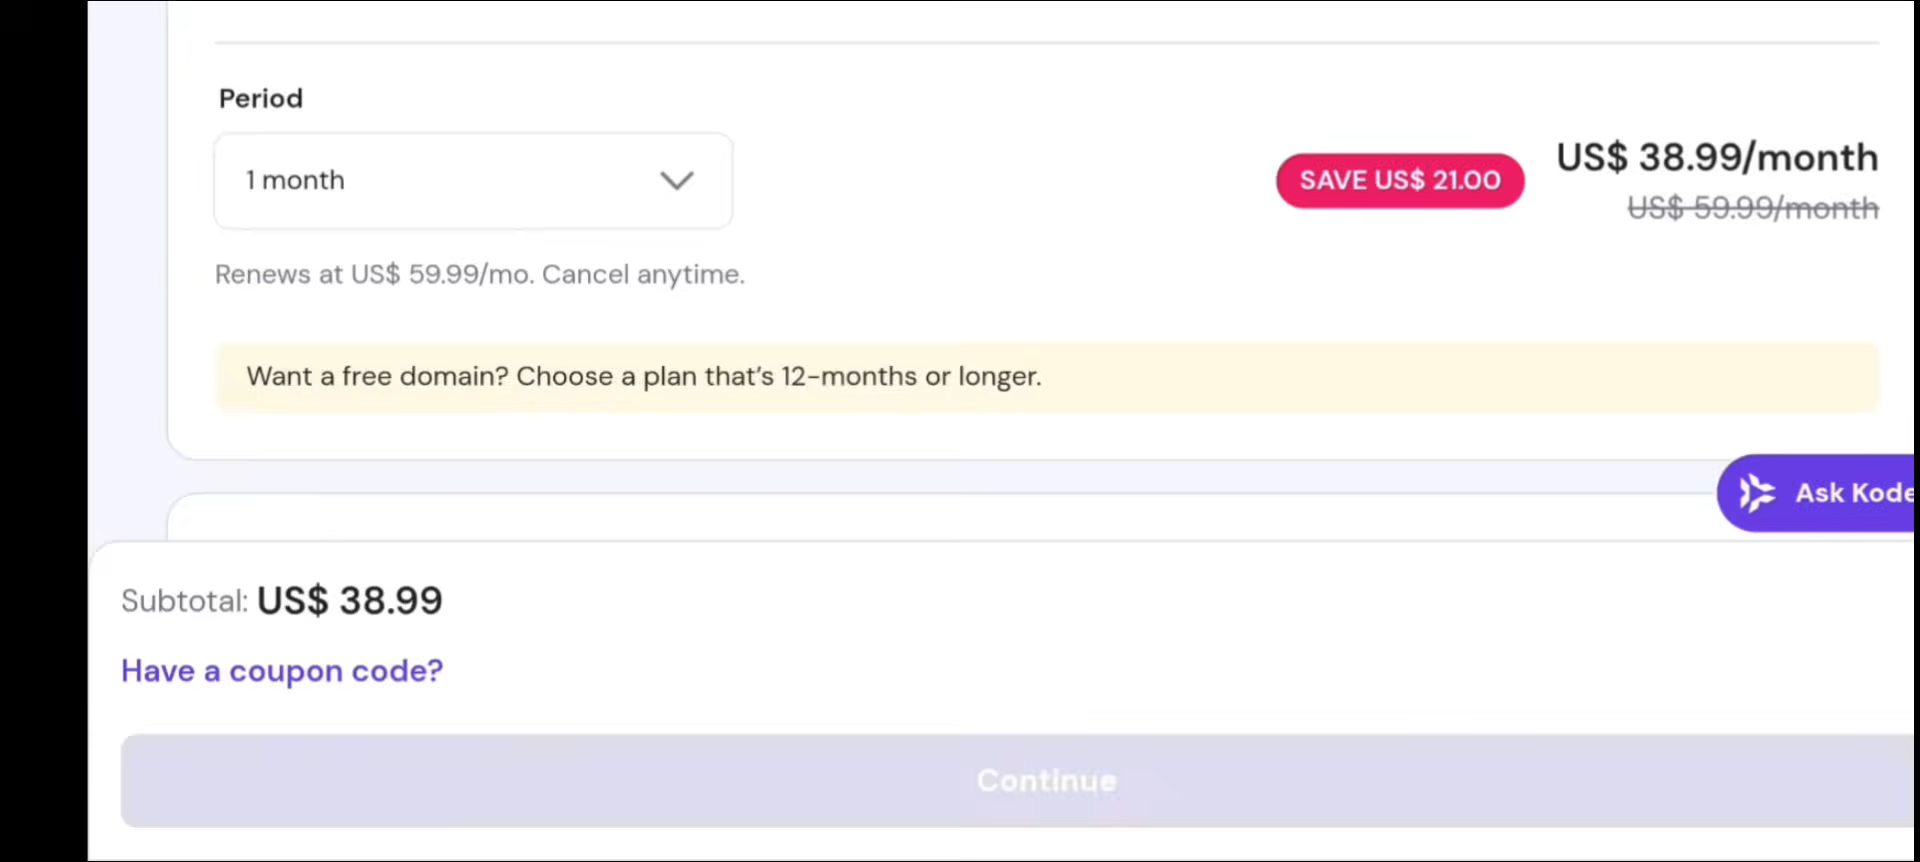 Period
1 month
SAVE US$ 21.00
US$ 38.99/month
US$ 59.99/month
Renews at US$ 59.99/mo. Cancel anytime.
Want a free domain? Choose a plan that's 12-months or longer.
Ask Kode
Subtotal: US$ 38.99
Have a coupon code?
Continue